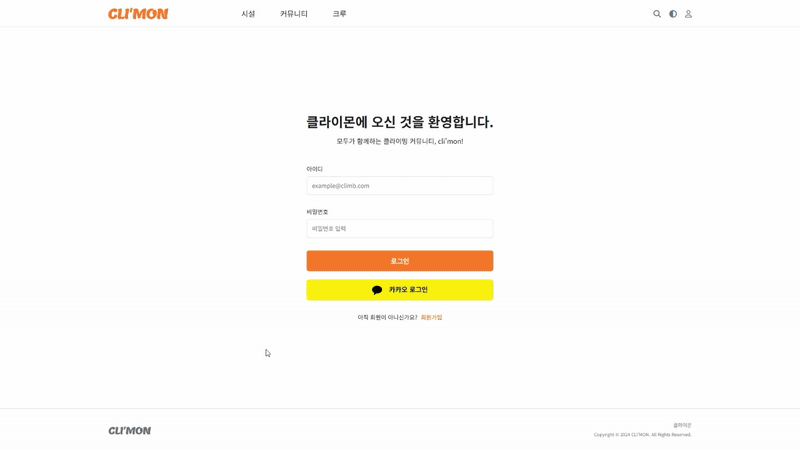 CLI'MON 시설 커뮤니티 크루
클라이몬에 오신 것을 환영합니다.
모두가 함께하는 클라이밍 커뮤니티, cli'mon!
아이디
example@climb.com
비밀번호
비밀번호 입력
로그인
카카오 로그인
아직 회원이 아니신가요? 회원가입
클라이몬
CLI'MON
Copyright © 2024 CLI'MON. All Rights Reserved.